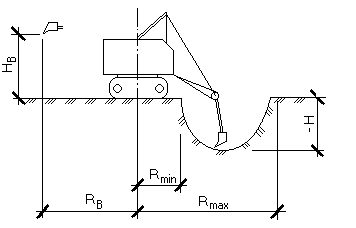 H_B
- H
R_min
R_B
R_max